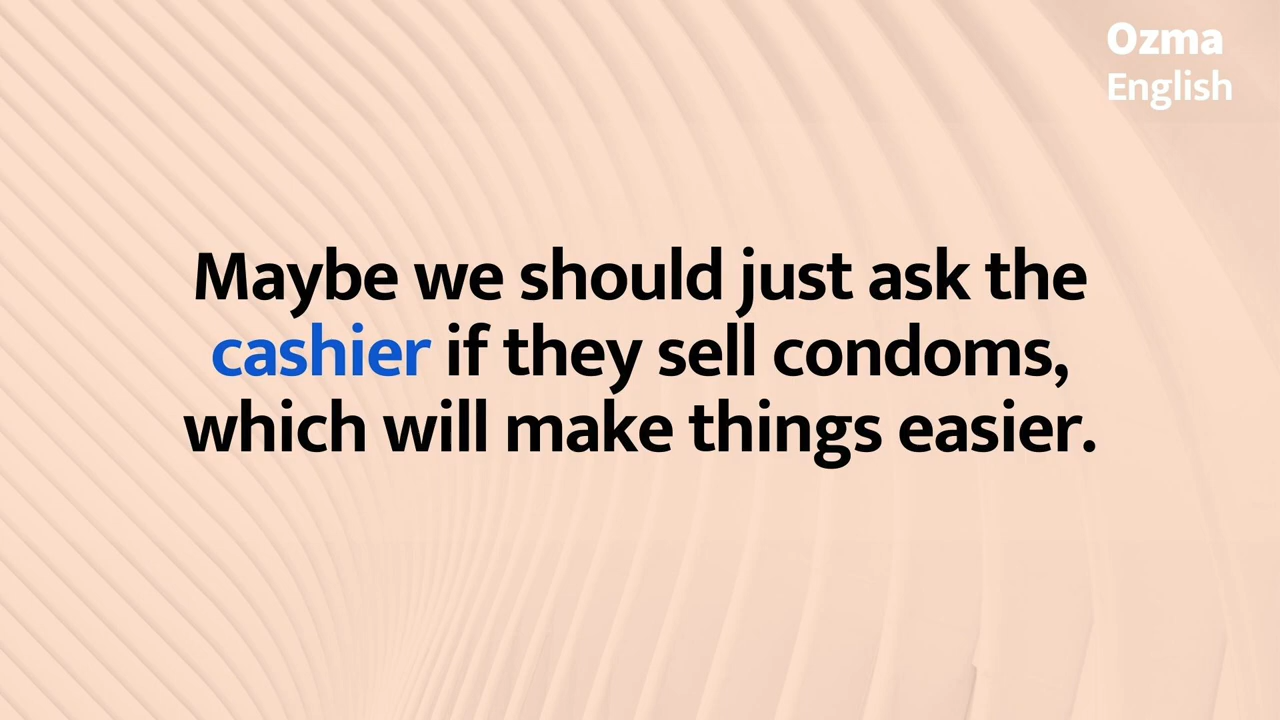 Ozma
English
Maybe we should just ask the
cashier if they sell condoms,
which will make things easier.